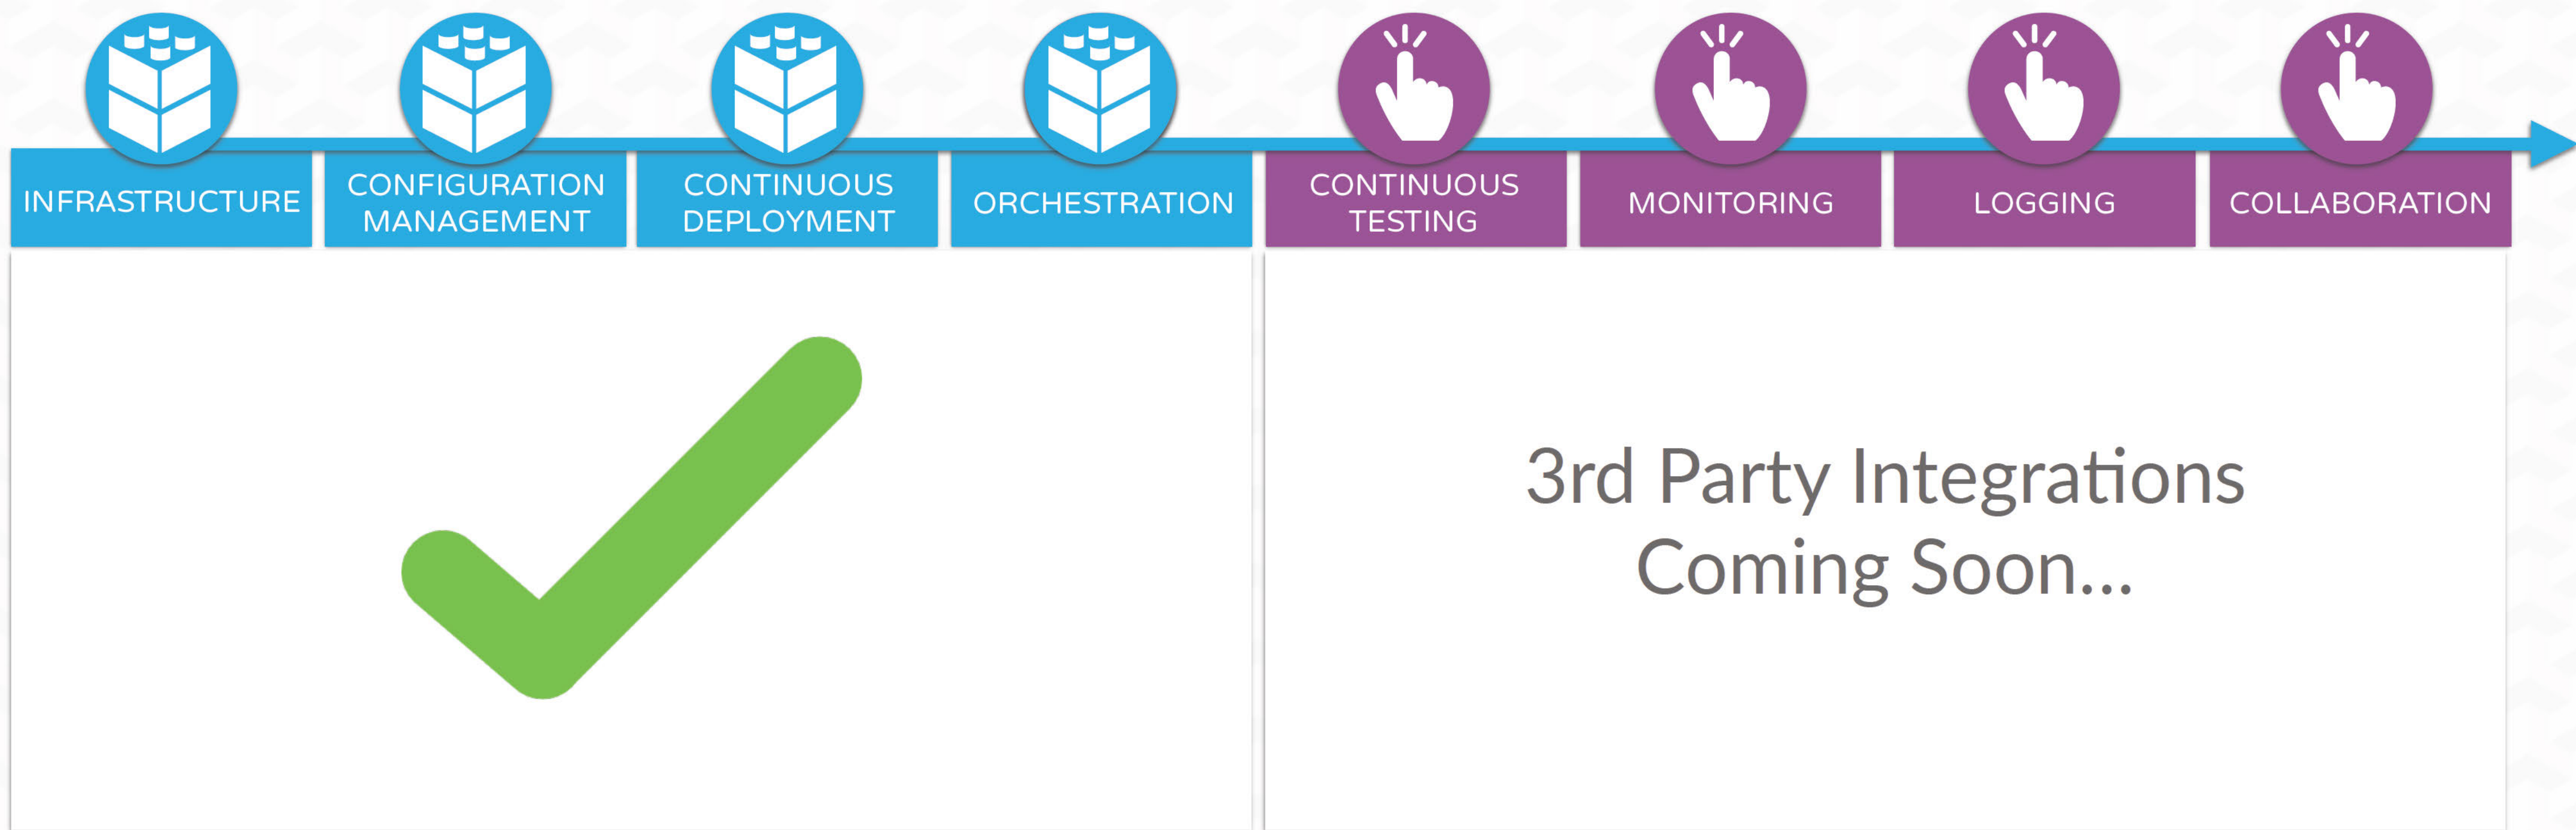 INFRASTRUCTURE
CONFIGURATION
MANAGEMENT
CONTINUOUS
DEPLOYMENT
ORCHESTRATION
CONTINUOUS
TESTING
MONITORING
LOGGING
COLLABORATION
3rd Party Integrations
Coming Soon...